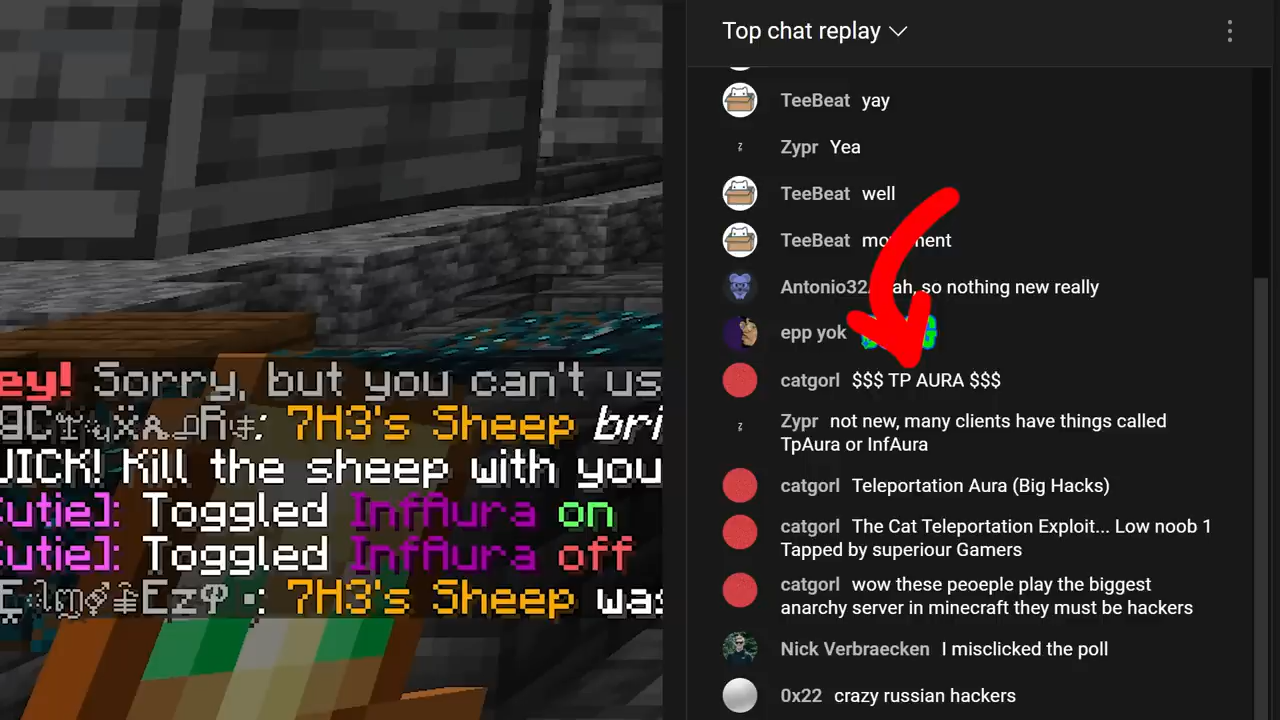 Top chat replay
TeeBeat yay
Zypr Yea
TeeBeat well
TeeBeat
Antonio32 so nothing new really
epp yok
catgorl $$$ TP AURA $$$
Zypr not new, many clients have things called
TpAura or InfAura
catgorl Teleportation Aura (Big Hacks)
catgorl The Cat Teleportation Exploit... Low noob 1
Tapped by superiour Gamers
catgorl wow these peoeple play the biggest
anarchy server in minecraft they must be hackers
Nick Verbraecken I misclicked the poll
0x22 crazy russian hackers
ey! Sorry, but you can't us
: 7H3's Sheep bri
UICK! Kill the sheep with you
Cutie]: Toggled InfAura on
Cutie]: Toggled InfAura off
: 7H3's Sheep was